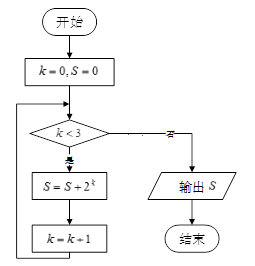 开始
k=0,S=0
k<3
否
是
S=S+2^k
输出 S
k=k+1
结束